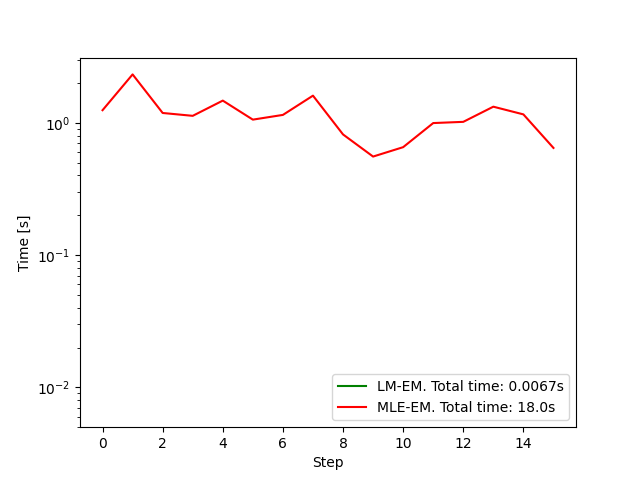 Time [s]
10⁰
10⁻¹
10⁻²
LM-EM. Total time: 0.0067s
MLE-EM. Total time: 18.0s
0 2 4 6 8 10 12 14
Step